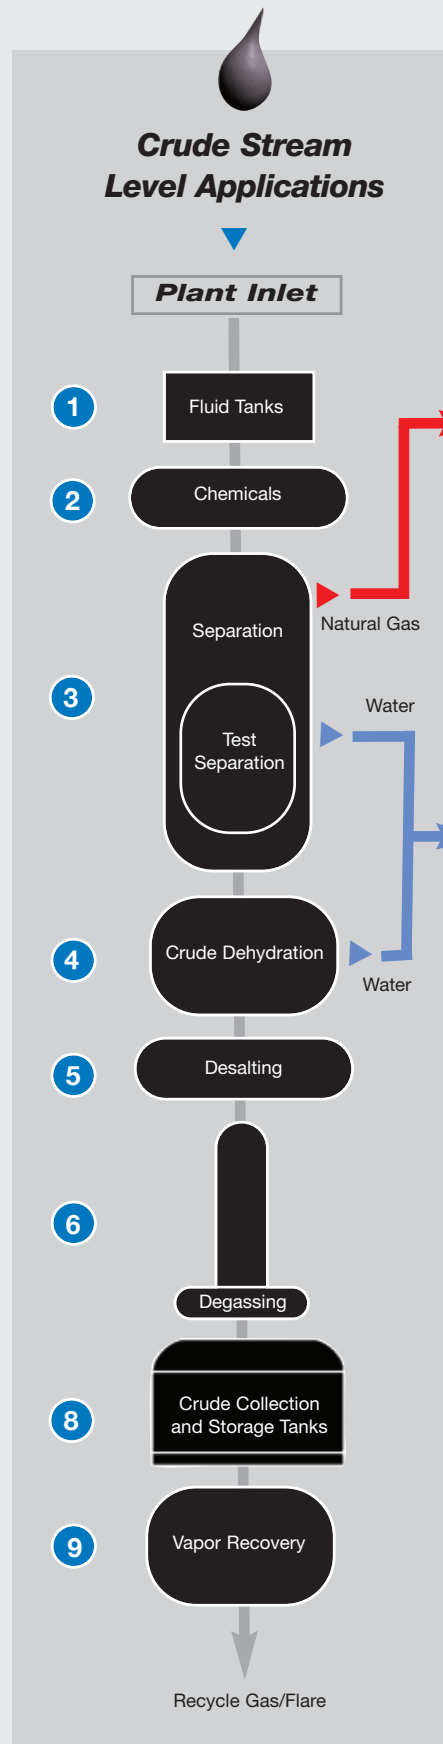 Crude Stream
Level Applications
Plant Inlet
1
Fluid Tanks
2
Chemicals
Separation
Natural Gas
3
Test
Separation
Water
4
Crude Dehydration
Water
5
Desalting
6
Degassing
8
Crude Collection
and Storage Tanks
9
Vapor Recovery
Recycle Gas/Flare